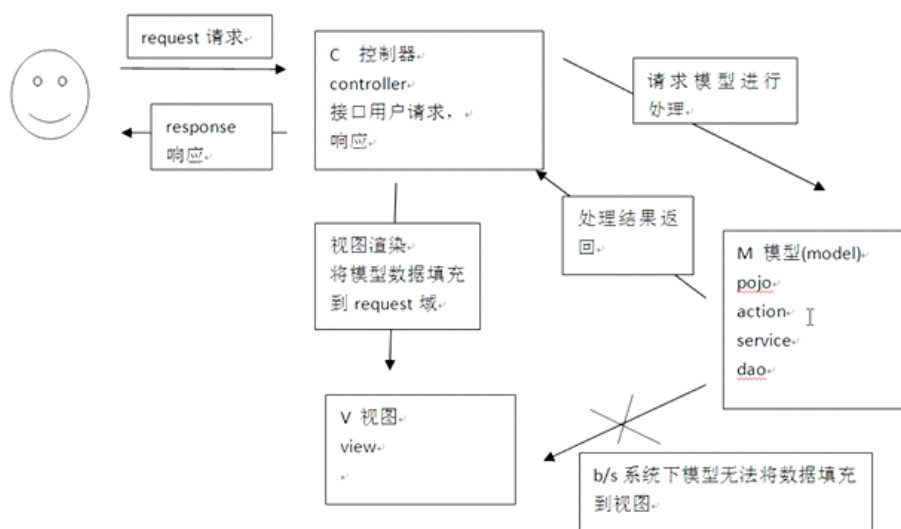 request 请求
C 控制器
controller
接口用户请求，
响应
请求模型进行
处理
response
响应
处理结果返
回
视图渲染
将模型数据填充
到 request 域
M 模型(model)
pojo
action
service
dao
V 视图
view
b/s 系统下模型无法将数据填充
到视图